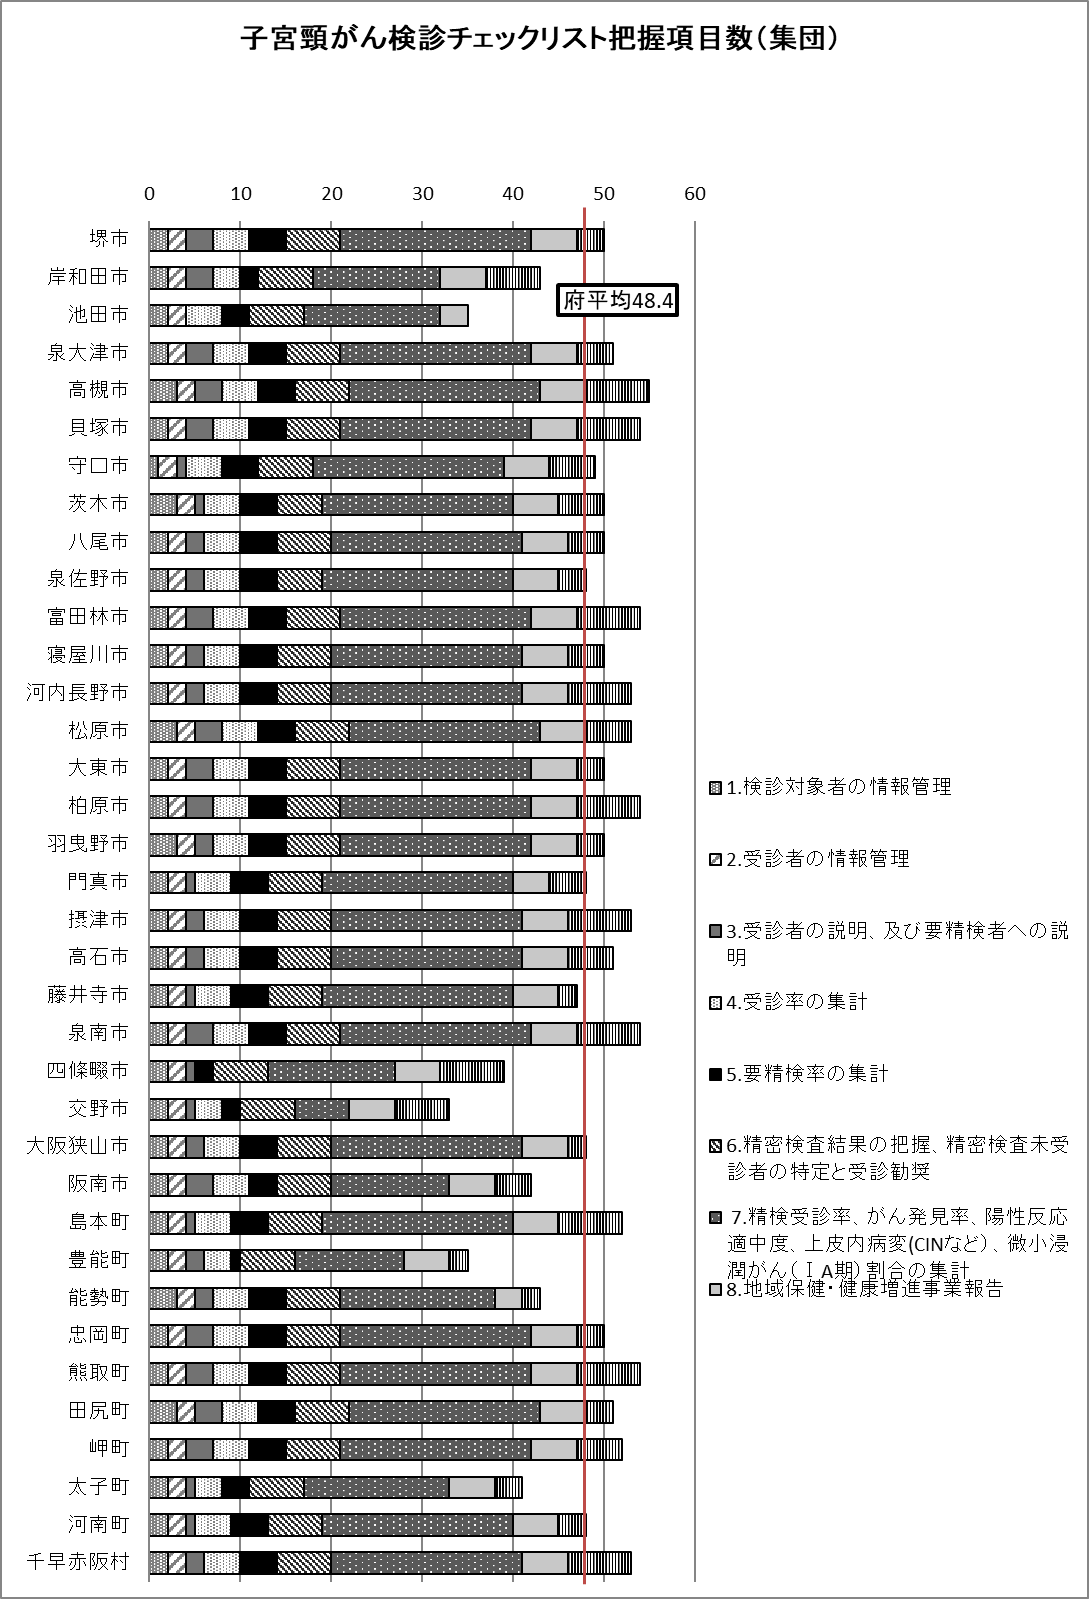 子宮頸がん検診チェックリスト把握項目数（集団）
0 10 20 30 40 50 60
堺市
岸和田市
府平均48.4
池田市
泉大津市
高槻市
貝塚市
守口市
茨木市
八尾市
泉佐野市
富田林市
寝屋川市
河内長野市
松原市
大東市
柏原市
羽曳野市
門真市
摂津市
高石市
藤井寺市
泉南市
四條畷市
交野市
大阪狭山市
阪南市
島本町
豊能町
能勢町
忠岡町
熊取町
田尻町
岬町
太子町
河南町
千早赤阪村
0 10 20 30 40 50 60
1.検診対象者の情報管理
2.受診者の情報管理
3.受診者の説明、及び要精検者への説
明
4.受診率の集計
5.要精検率の集計
6.精密検査結果の把握、精密検査未受
診者の特定と受診勧奨
7.精検受診率、がん発見率、陽性反応
適中度、上皮内病変(CINなど）、微小浸
潤がん（ⅠA期）割合の集計
8.地域保健・健康増進事業報告